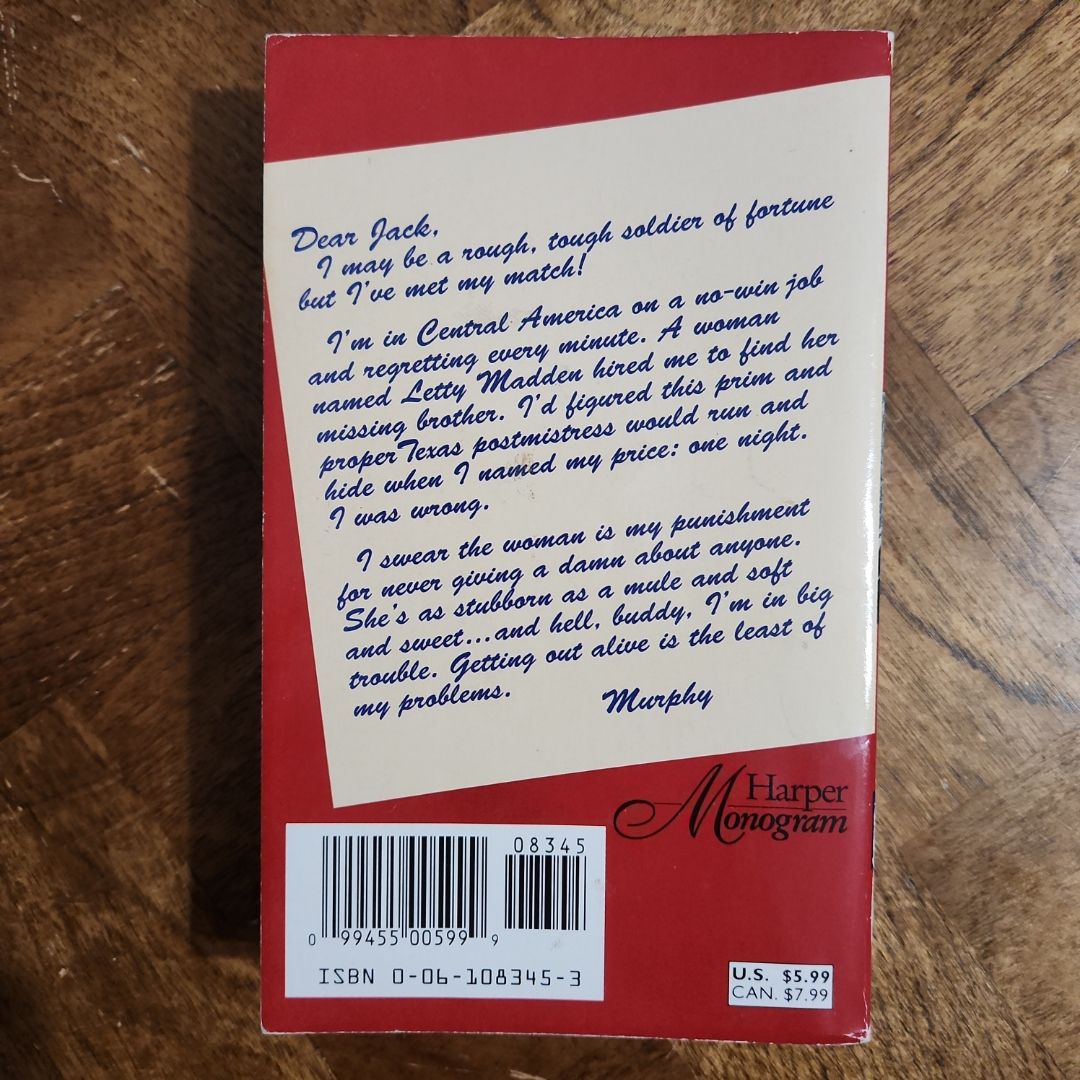 Dear Jack,
I may be a rough, tough soldier of fortune
but I've met my match!
I'm in Central America on a no-win job
and regretting every minute. A woman
named Letty Madden hired me to find her
missing brother. I'd figured this prim and
proper Texas postmistress would run and
hide when I named my price: one night.
I was wrong.
I swear the woman is my punishment
for never giving a damn about anyone.
She's as stubborn as a mule and soft
and sweet...and hell, buddy, I'm in big
trouble. Getting out alive is the least of
my problems.
Murphy
Harper
Monogram
08345
0 99455 00599 9
ISBN 0-06-108345-3
U.S. $5.99
CAN. $7.99